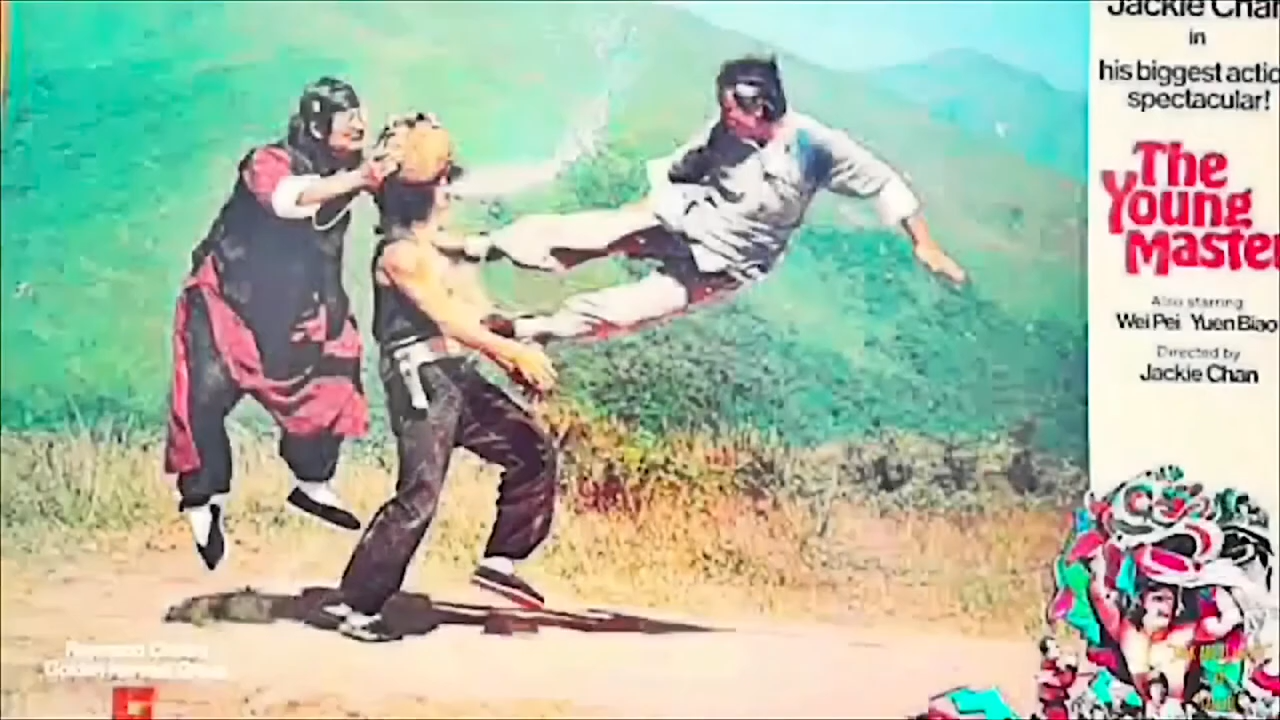 Jackie Chan
in
his biggest actio
spectacular!
The
Young
Master
Also starring
Wei Pei Yuen Biao
Directed by
Jackie Chan